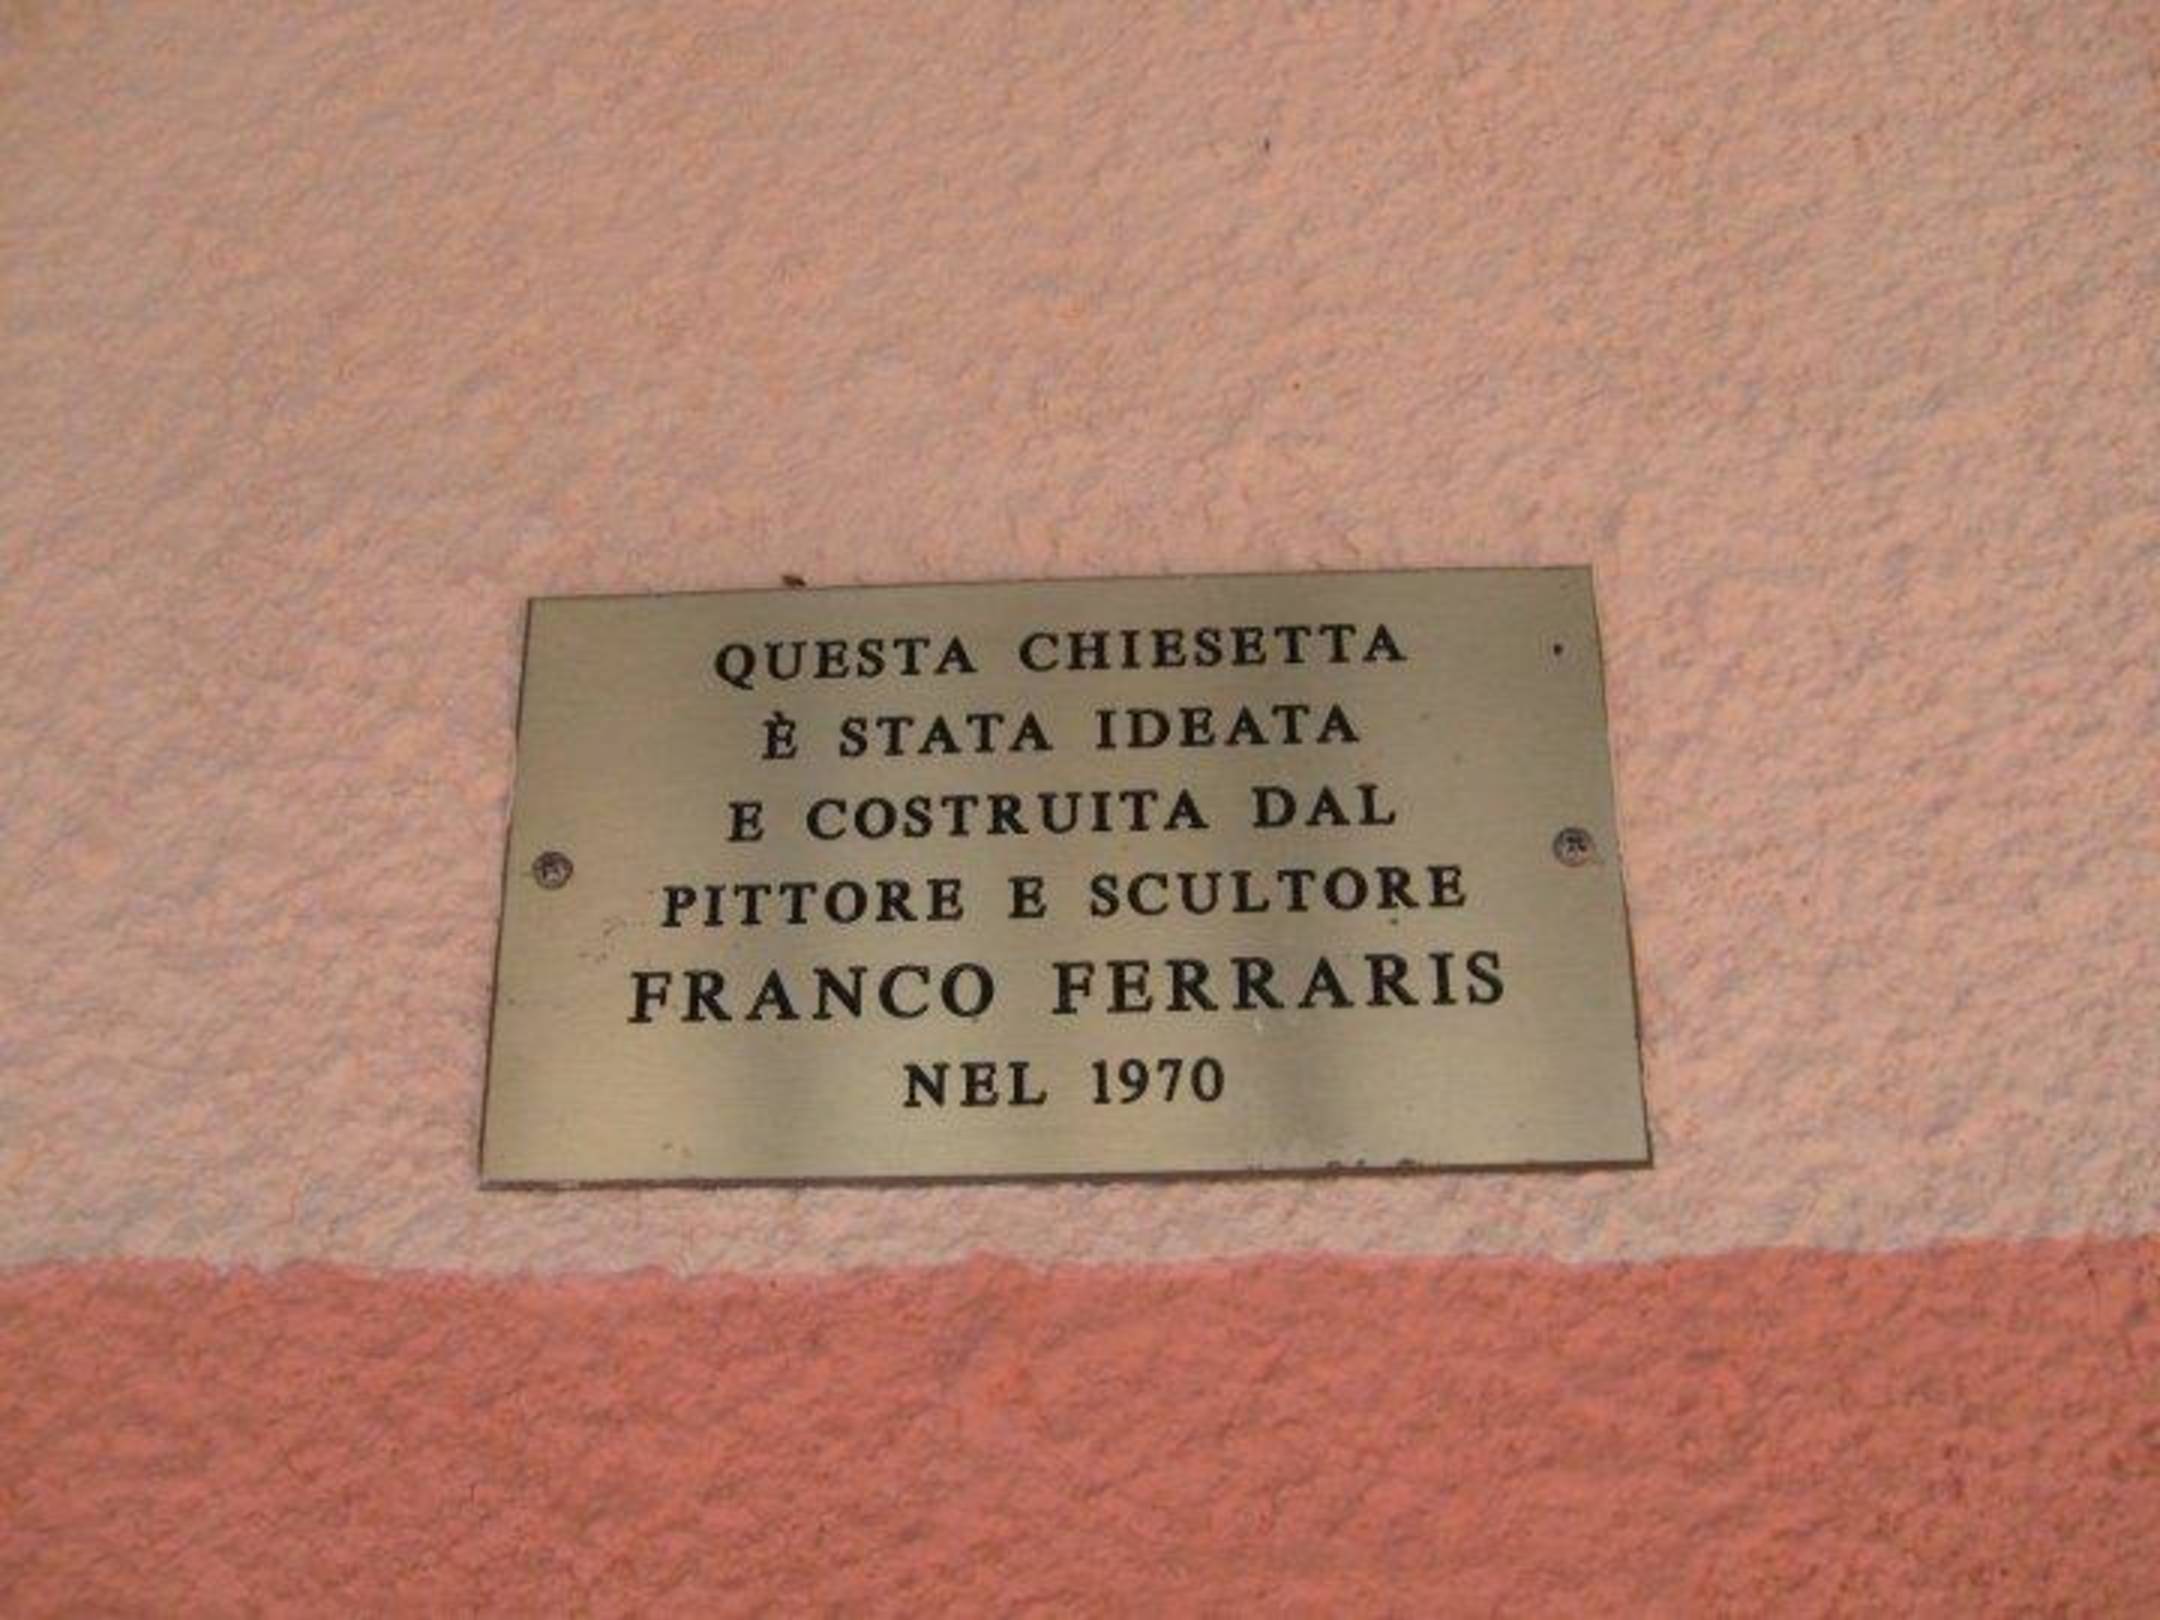 QUESTA CHIESETTA
È STATA IDEATA
E COSTRUITA DAL
PITTORE E SCULTORE
FRANCO FERRARIS
NEL 1970